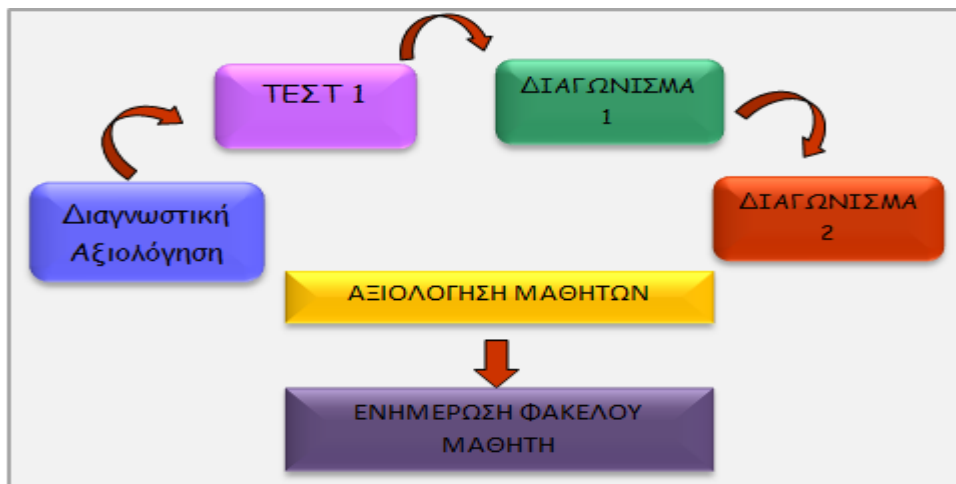 ΤΕΣΤ 1
ΔΙΑΓΩΝΙΣΜΑ
1
Διαγνωστική
Αξιολόγηση
ΔΙΑΓΩΝΙΣΜΑ
2
ΑΞΙΟΛΟΓΗΣΗ ΜΑΘΗΤΩΝ
ΕΝΗΜΕΡΩΣΗ ΦΑΚΕΛΟΥ
ΜΑΘΗΤΗ